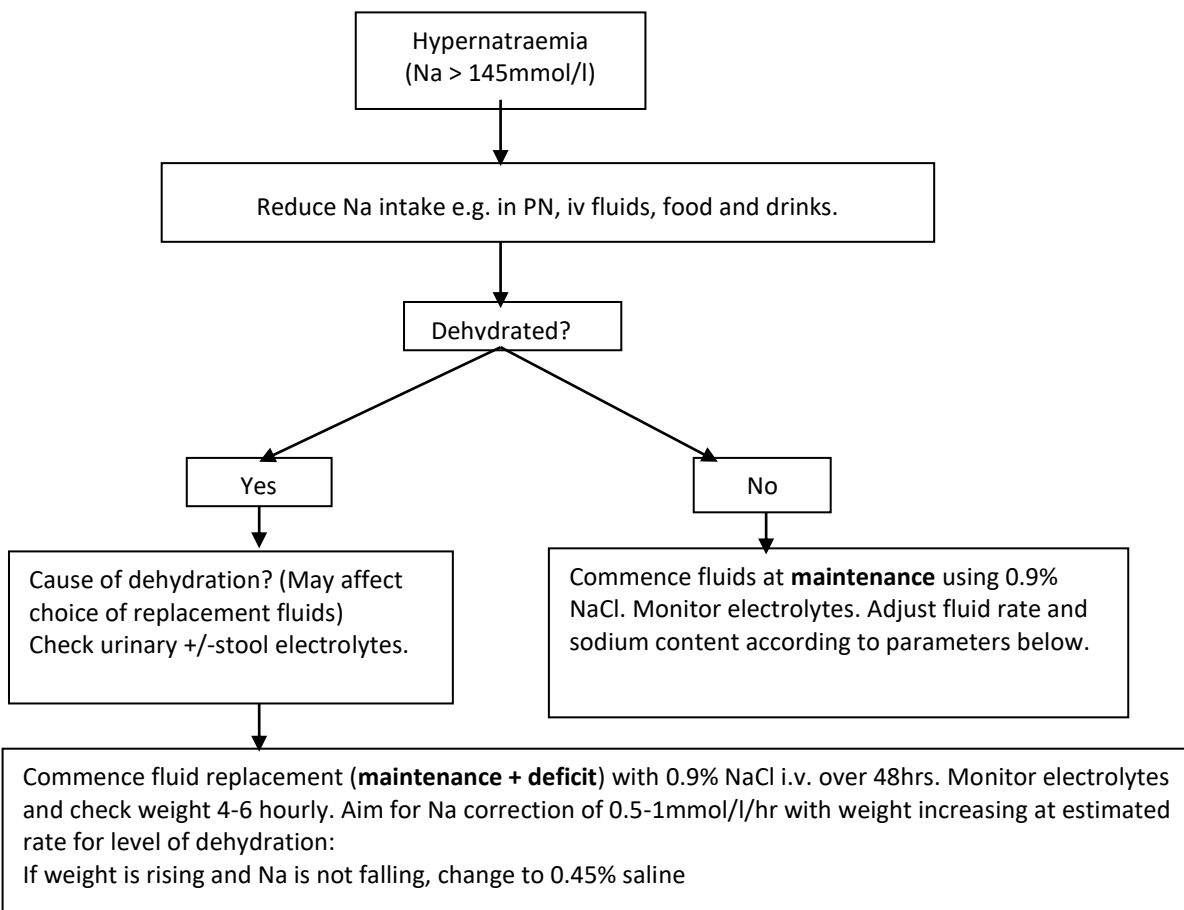 Hypernatraemia
(Na > 145mmol/l)
Reduce Na intake e.g. in PN, iv fluids, food and drinks.
Dehydrated?
Yes
No
Cause of dehydration? (May affect
choice of replacement fluids)
Check urinary +/-stool electrolytes.
Commence fluids at maintenance using 0.9%
NaCl. Monitor electrolytes. Adjust fluid rate and
sodium content according to parameters below.
Commence fluid replacement (maintenance + deficit) with 0.9% NaCl i.v. over 48hrs. Monitor electrolytes
and check weight 4-6 hourly. Aim for Na correction of 0.5-1mmol/l/hr with weight increasing at estimated
rate for level of dehydration:
If weight is rising and Na is not falling, change to 0.45% saline